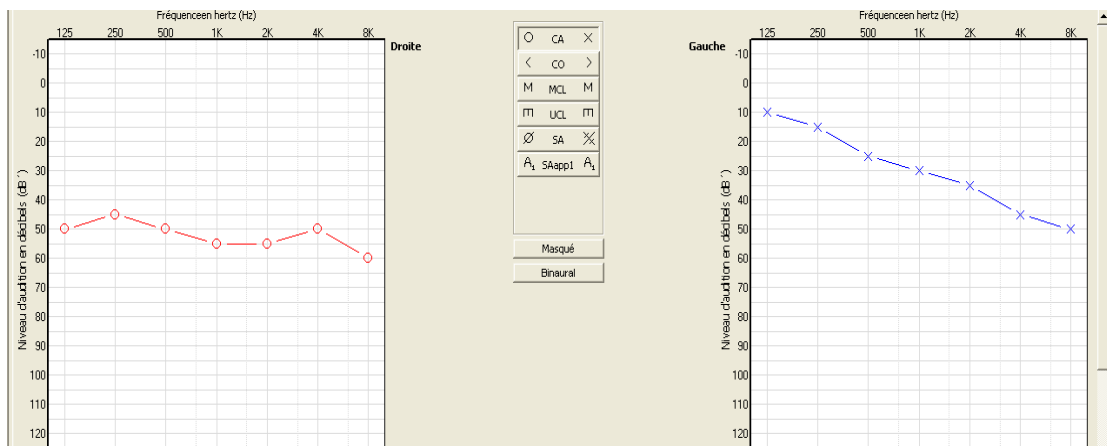 Fréquenceen hertz (Hz)
125 250 500 1K 2K 4K 8K
Droite
Niveau d'audition en décibels (dB´)
-10
0
10
20
30
40
50
60
70
80
90
100
110
120
O CA X
< CO >
M MCL M
E UCL E
Ø SA XX
A1 SAapp1 A1
Masqué
Binaural
Fréquenceen hertz (Hz)
125 250 500 1K 2K 4K 8K
Gauche
Niveau d'audition en décibels (dB´)
-10
0
10
20
30
40
50
60
70
80
90
100
110
120